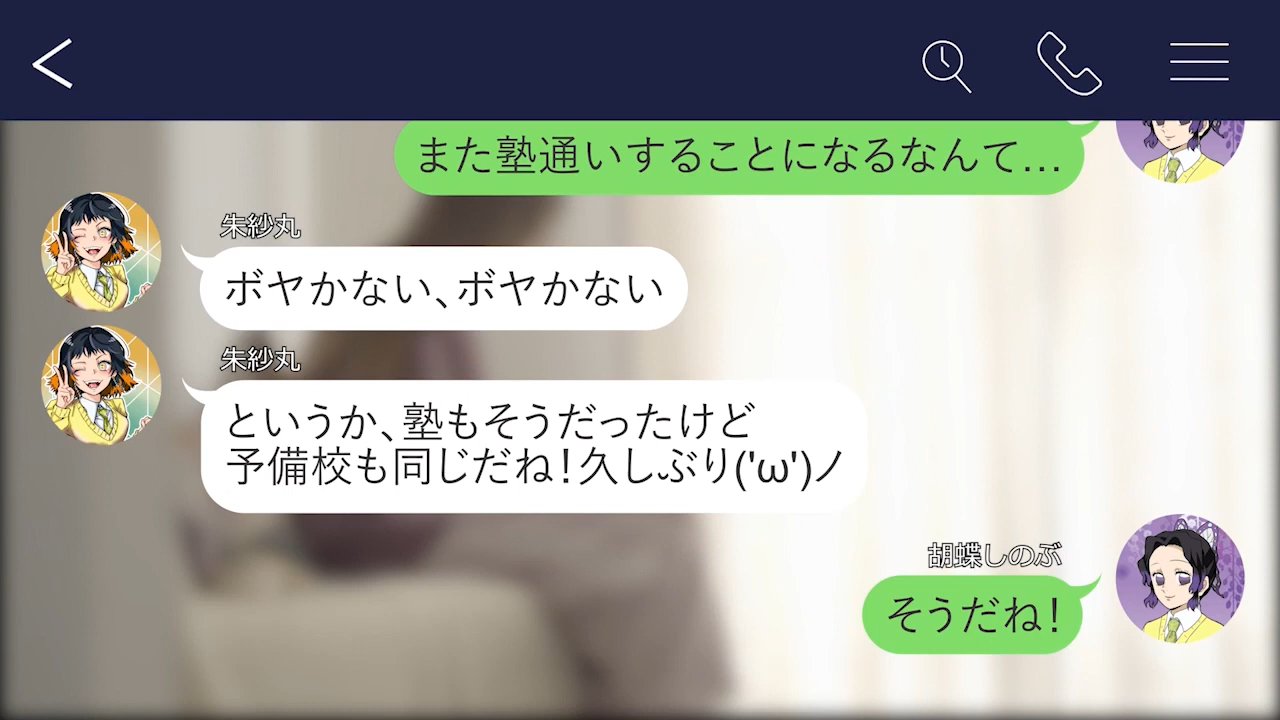 また塾通いすることになるなんて…
朱紗丸
ボヤかない、ボヤかない
朱紗丸
というか、塾もそうだったけど
予備校も同じだね！久しぶり('ω')ノ
胡蝶しのぶ
そうだね！